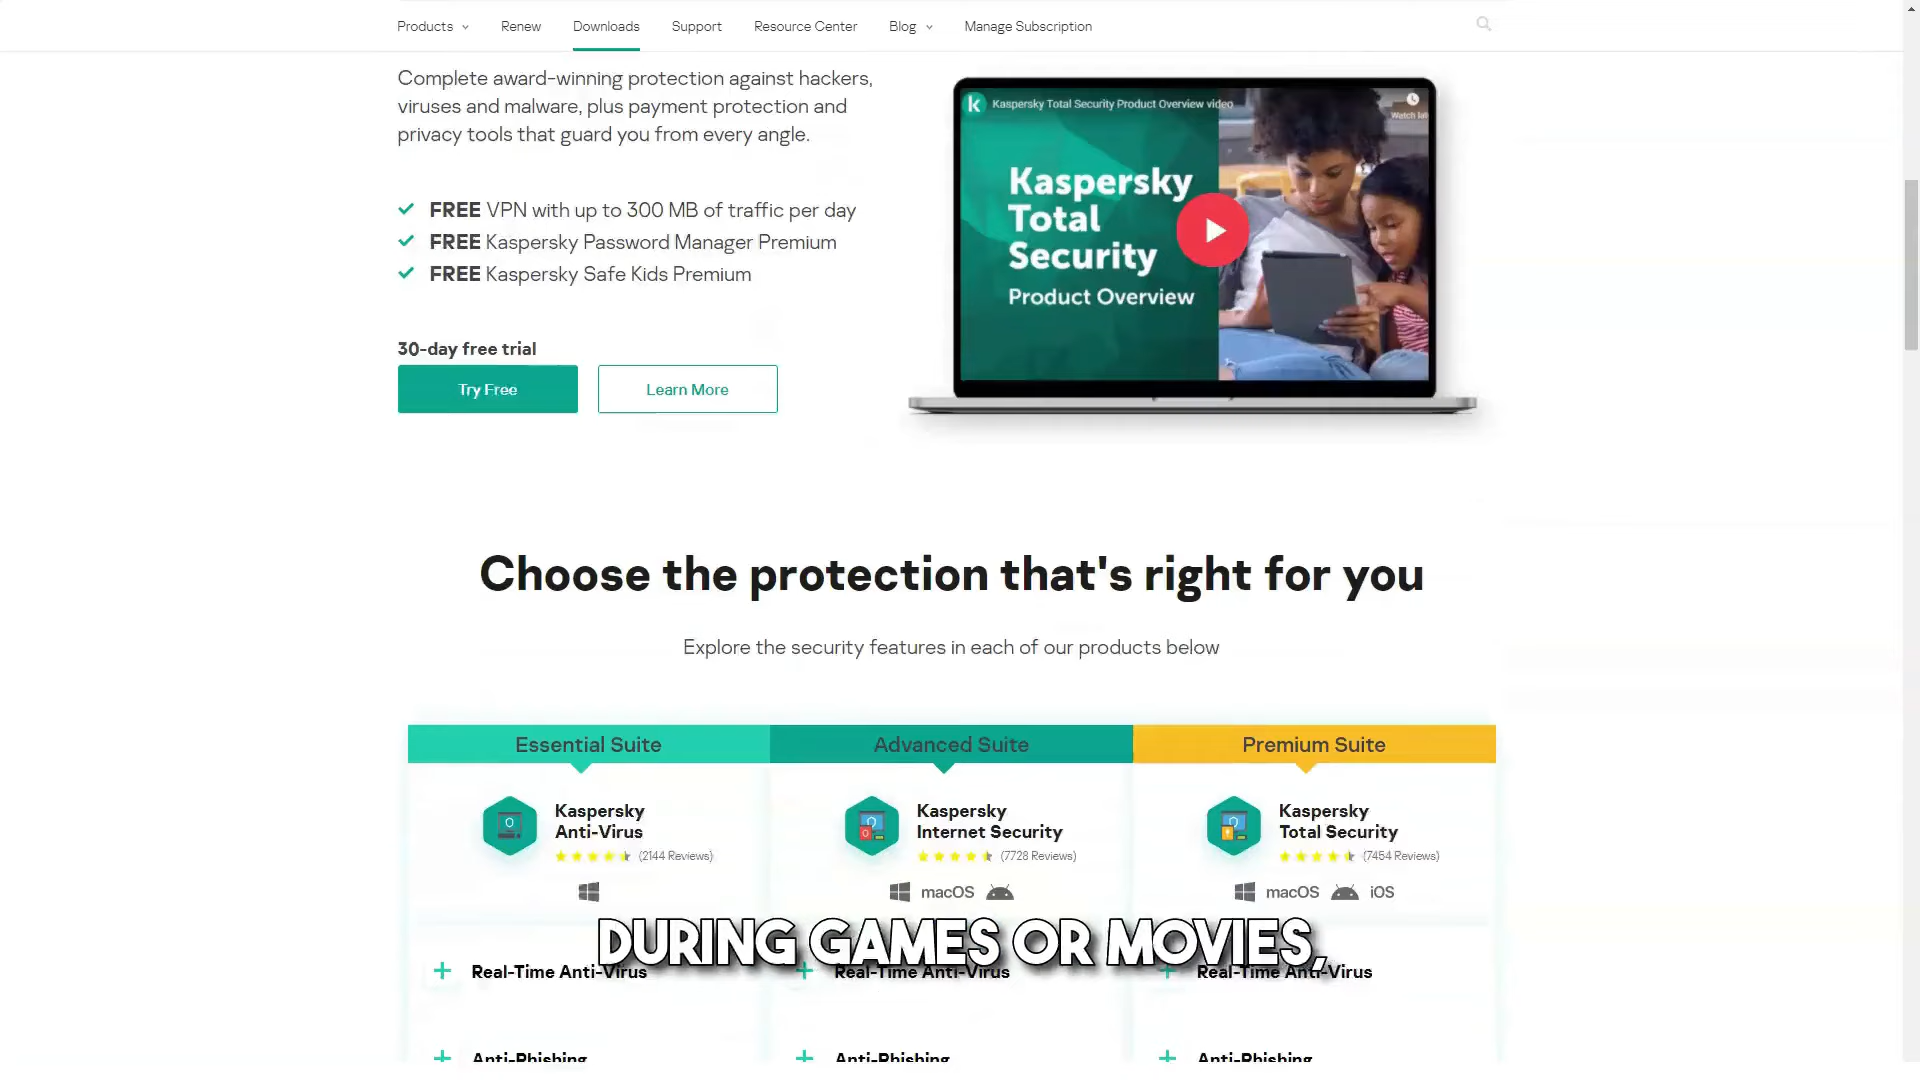 Products
Renew
Downloads
Support
Resource Center
Blog
Manage Subscription
Complete award-winning protection against hackers,
viruses and malware, plus payment protection and
privacy tools that guard you from every angle.
FREE VPN with up to 300 MB of traffic per day
FREE Kaspersky Password Manager Premium
FREE Kaspersky Safe Kids Premium
30-day free trial
Try Free
Learn More
k
Kaspersky Total Security Product Overview video
Watch lat
Kaspersky
Total
Security
Product Overview
Choose the protection that's right for you
Explore the security features in each of our products below
Essential Suite
Advanced Suite
Premium Suite
Kaspersky
Anti-Virus
(2144 Reviews)
Kaspersky
Internet Security
(7728 Reviews)
macOS
Kaspersky
Total Security
(7454 Reviews)
macOS
iOS
DURING GAMES OR MOVIES,
Real-Time Anti-Virus
Real-Time Anti-Virus
Real-Time Anti-Virus
Anti-Phishing
Anti-Phishing
Anti-Phishing